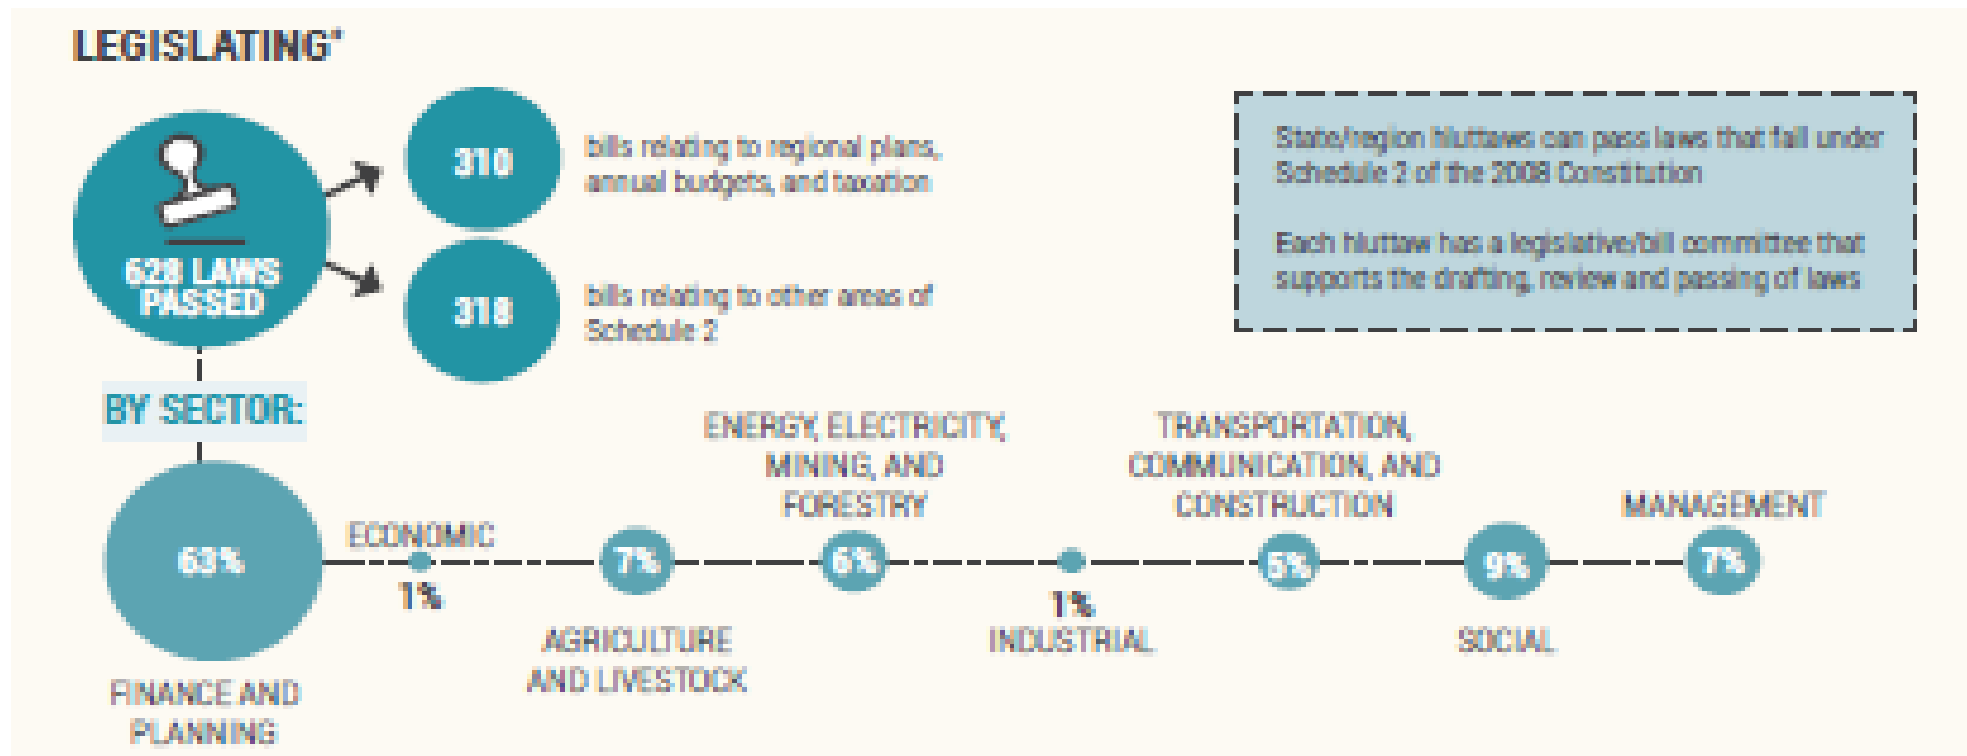 LEGISLATING*
310
bills relating to regional plans,
annual budgets, and taxation
628 LAWS
PASSED
318
bills relating to other areas of
Schedule 2
State/region hluttaws can pass laws that fall under
Schedule 2 of the 2008 Constitution
Each hluttaw has a legislative/bill committee that
supports the drafting, review and passing of laws
BY SECTOR:
63%
FINANCE AND
PLANNING
ECONOMIC
1%
7%
AGRICULTURE
AND LIVESTOCK
ENERGY, ELECTRICITY,
MINING, AND
FORESTRY
6%
1%
INDUSTRIAL
TRANSPORTATION,
COMMUNICATION, AND
CONSTRUCTION
5%
9%
SOCIAL
MANAGEMENT
7%